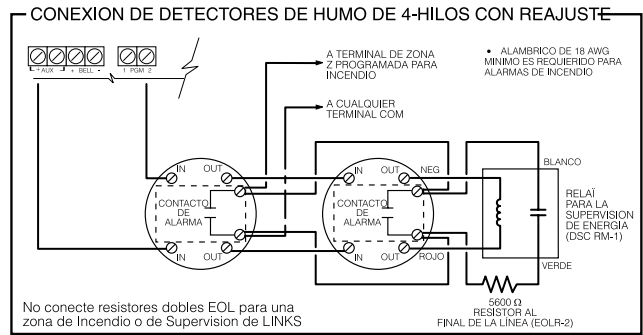 CONEXION DE DETECTORES DE HUMO DE 4-HILOS CON REAJUSTE
+ AUX - + BELL - 1 PGM 2
A TERMINAL DE ZONA
Z PROGRAMADA PARA
INCENDIO
• ALAMBRICO DE 18 AWG
MINIMO ES REQUIRIDO PARA
ALARMAS DE INCENDIO
A CUALQUIER
TERMINAL COM
IN OUT
CONTACTO
DE
ALARMA
IN OUT
IN OUT NEG
CONTACTO
DE
ALARMA
IN OUT ROJO
BLANCO
RELAÏ
PARA LA
SUPERVISION
DE ENERGIA
(DSC RM-1)
VERDE
5600 Ω
RESISTOR AL
FINAL DE LA LÍNEA (EOLR-2)
No conecte resistores dobles EOL para una
zona de Incendio o de Supervision de LINKS